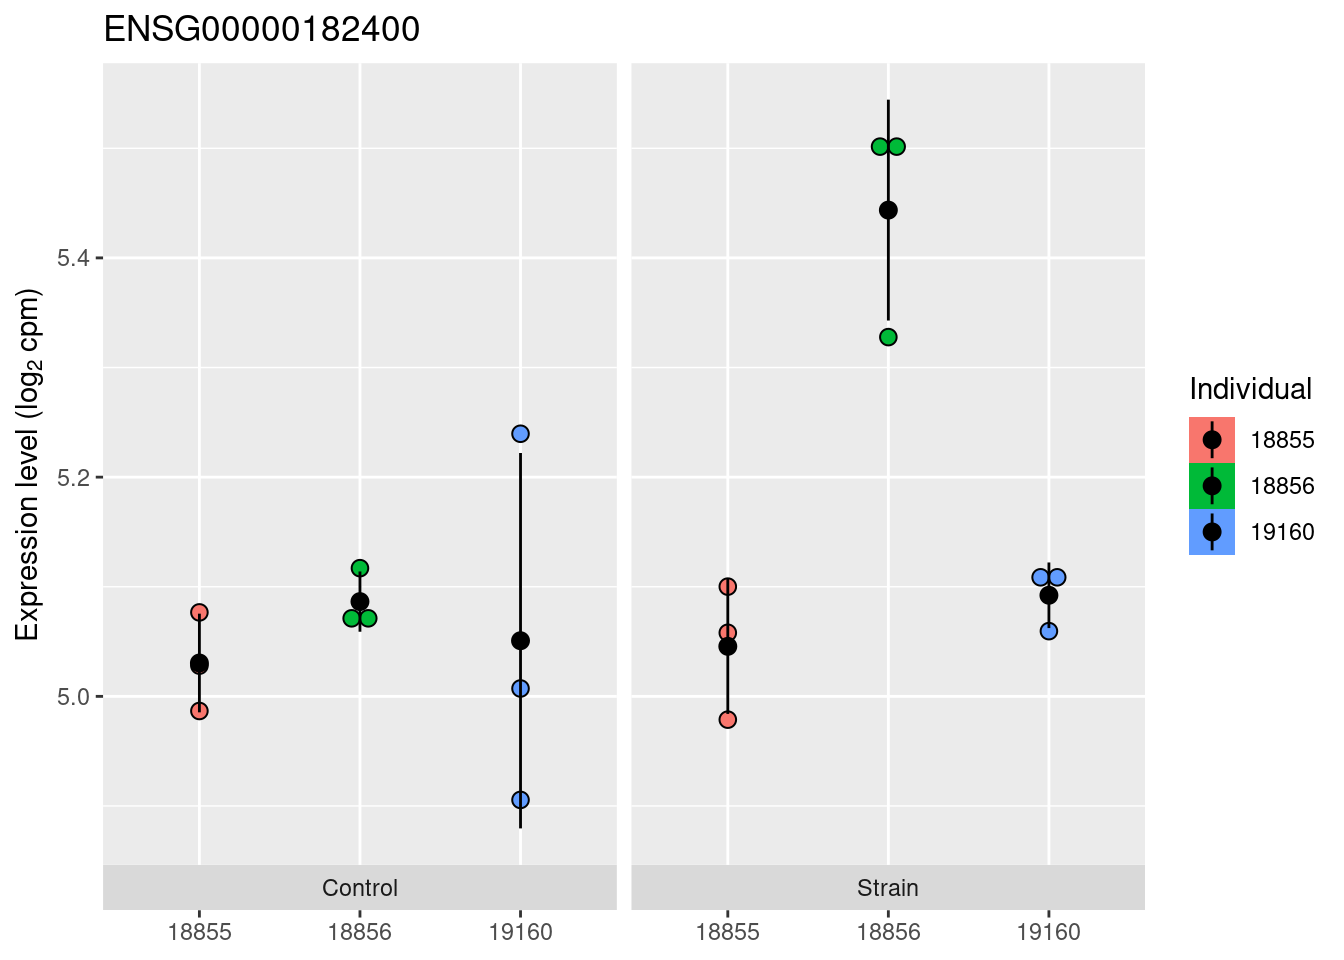 ENSG00000182400
Expression level (log2 cpm)
5.4
5.2
5.0
Control
Strain
18855
18856
19160
18855
18856
19160
Individual
18855
18856
19160